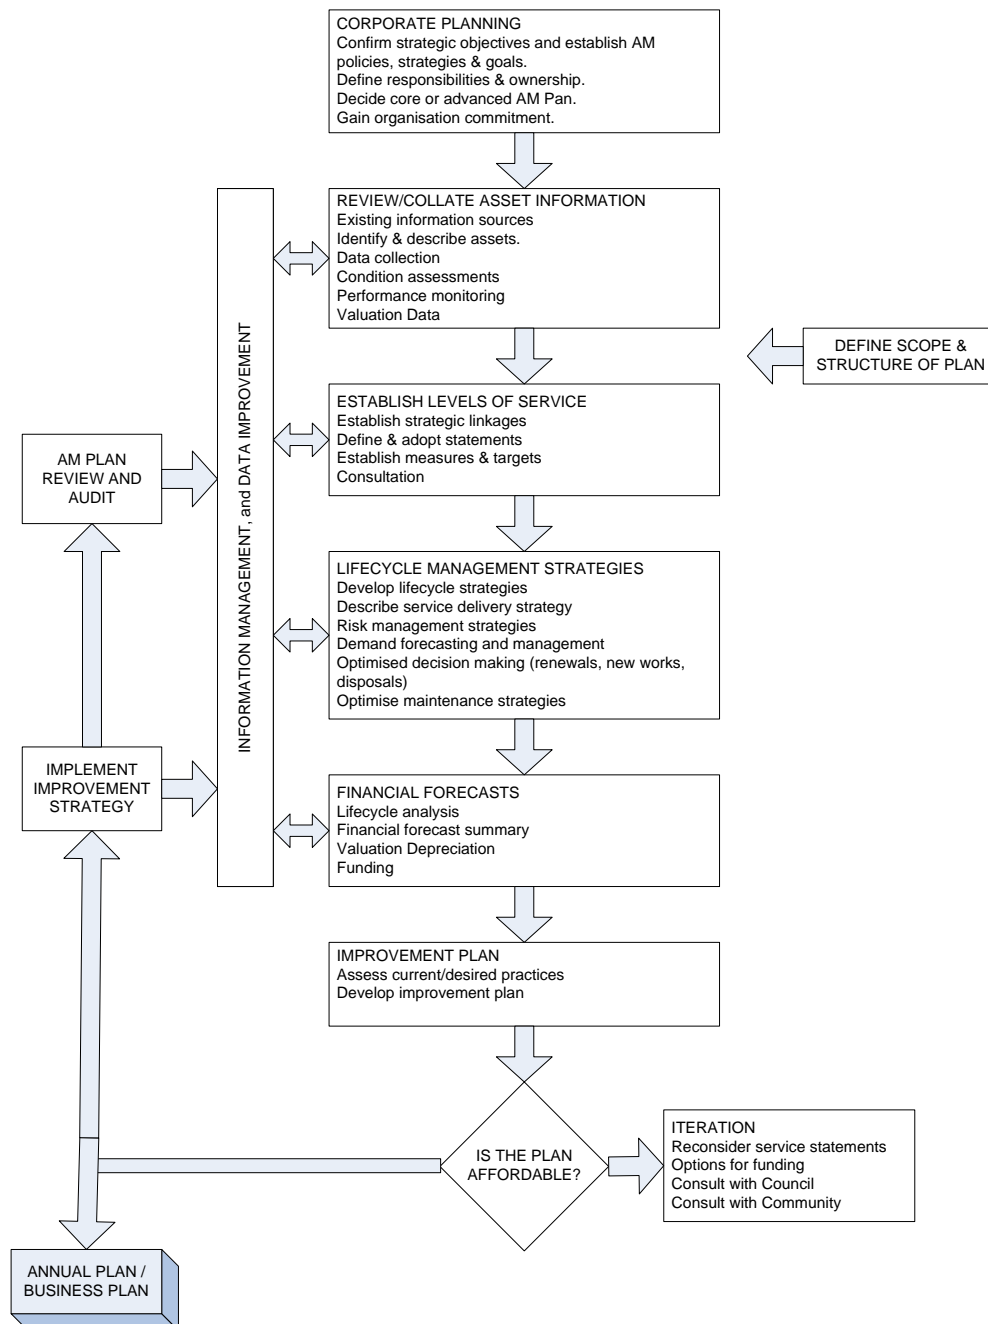 CORPORATE PLANNING
Confirm strategic objectives and establish AM
policies, strategies & goals.
Define responsibilities & ownership.
Decide core or advanced AM Pan.
Gain organisation commitment.
REVIEW/COLLATE ASSET INFORMATION
Existing information sources
Identify & describe assets.
Data collection
Condition assessments
Performance monitoring
Valuation Data
DEFINE SCOPE &
STRUCTURE OF PLAN
INFORMATION MANAGEMENT, and DATA IMPROVEMENT
ESTABLISH LEVELS OF SERVICE
Establish strategic linkages
Define & adopt statements
Establish measures & targets
Consultation
AM PLAN
REVIEW AND
AUDIT
LIFECYCLE MANAGEMENT STRATEGIES
Develop lifecycle strategies
Describe service delivery strategy
Risk management strategies
Demand forecasting and management
Optimised decision making (renewals, new works,
disposals)
Optimise maintenance strategies
IMPLEMENT
IMPROVEMENT
STRATEGY
FINANCIAL FORECASTS
Lifecycle analysis
Financial forecast summary
Valuation Depreciation
Funding
IMPROVEMENT PLAN
Assess current/desired practices
Develop improvement plan
IS THE PLAN
AFFORDABLE?
ITERATION
Reconsider service statements
Options for funding
Consult with Council
Consult with Community
ANNUAL PLAN /
BUSINESS PLAN